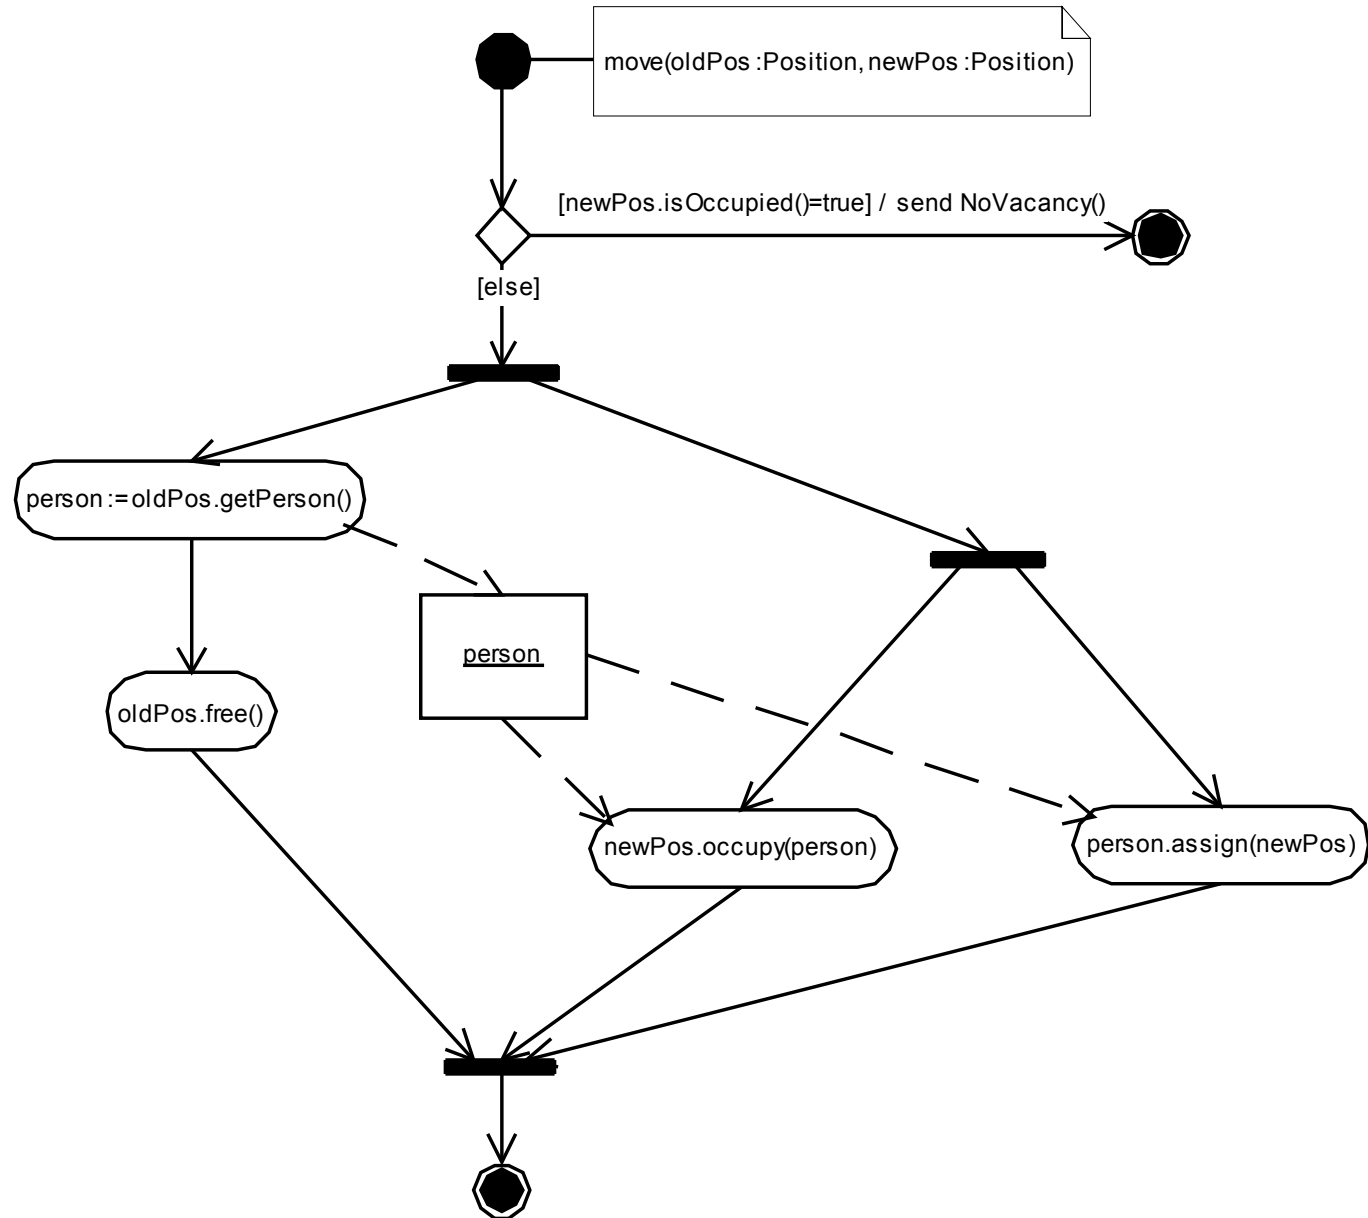 move(oldPos:Position, newPos:Position)
[newPos.isOccupied()=true] / send NoVacancy()
[else]
person:=oldPos.getPerson()
person
oldPos.free()
newPos.occupy(person)
person.assign(newPos)